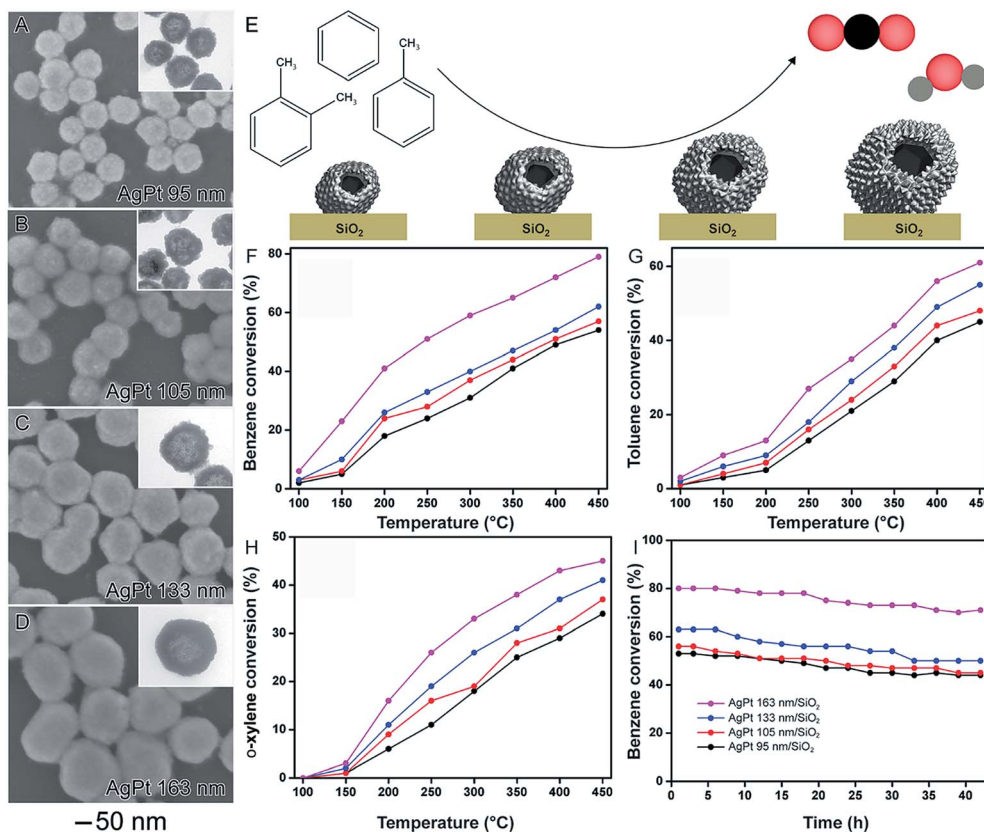 A
AgPt 95 nm
B
AgPt 105 nm
C
AgPt 133 nm
D
AgPt 163 nm
–50 nm
E
CH₃
CH₃
CH₃
SiO₂
SiO₂
SiO₂
SiO₂
F
Benzene conversion (%)
80
60
40
20
0
100 150 200 250 300 350 400 450
Temperature (°C)
G
Toluene conversion (%)
60
40
20
0
100 150 200 250 300 350 400 450
Temperature (°C)
H
o-xylene conversion (%)
50
40
30
20
10
0
100 150 200 250 300 350 400 450
Temperature (°C)
I
Benzene conversion (%)
100
80
60
40
20
0
AgPt 163 nm/SiO₂
AgPt 133 nm/SiO₂
AgPt 105 nm/SiO₂
AgPt 95 nm/SiO₂
0 5 10 15 20 25 30 35 40
Time (h)